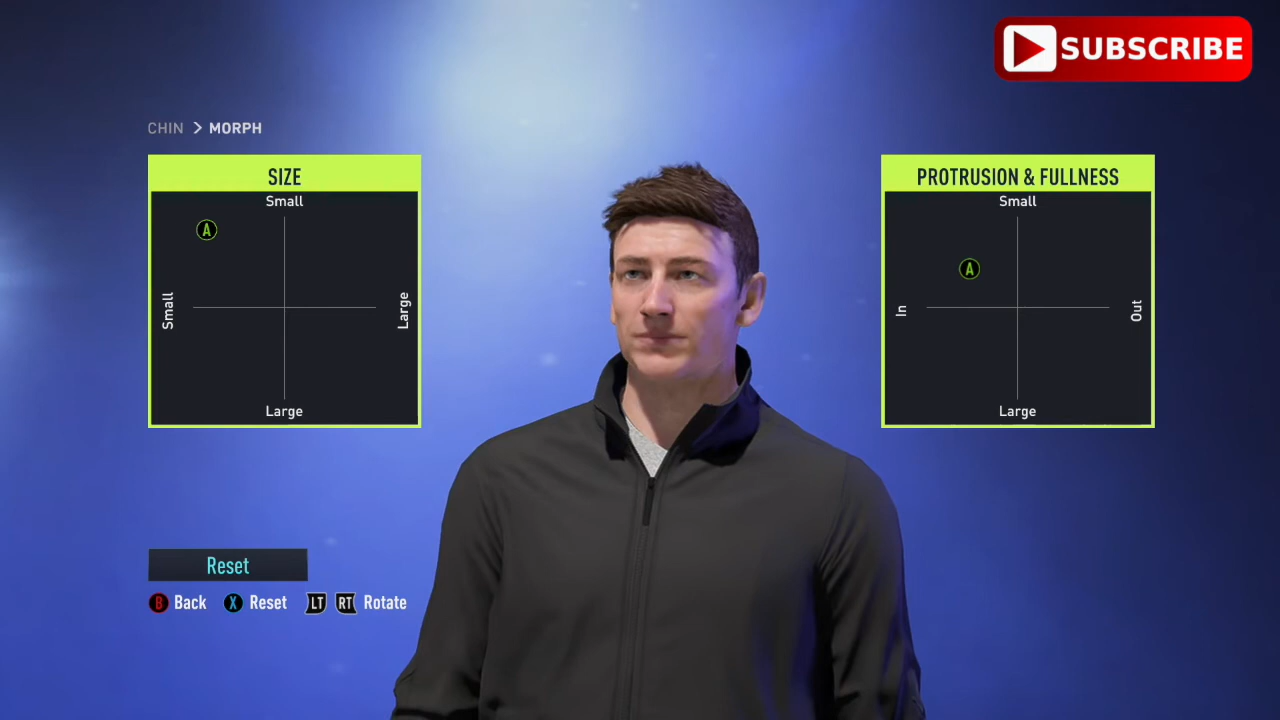 SUBSCRIBE
CHIN > MORPH
SIZE
Small
A
Small
Large
Large
PROTRUSION & FULLNESS
Small
A
In
Out
Large
Reset
B Back X Reset LT RT Rotate